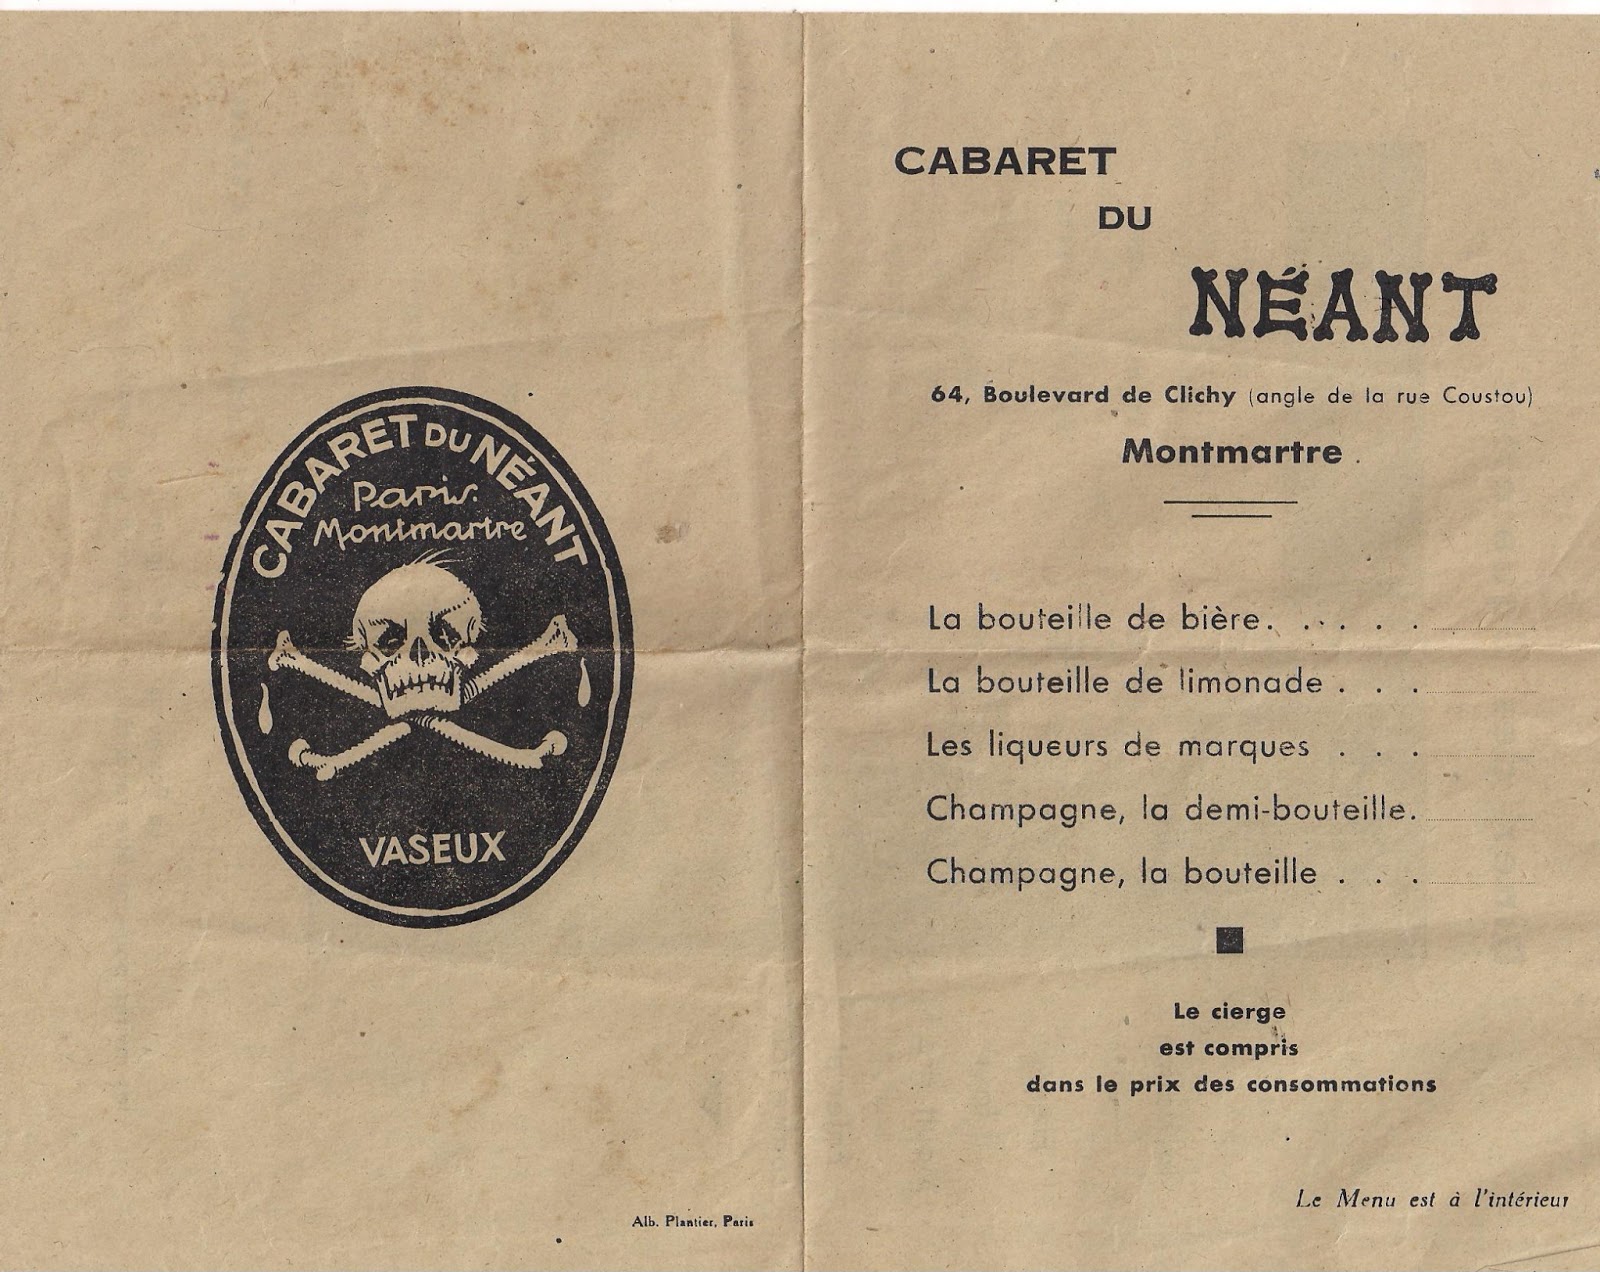 CABARET DU NÉANT
Paris
Montmartre
VASEUX
Alb. Plantier, Paris
CABARET
DU
NÉANT
64, Boulevard de Clichy (angle de la rue Coustou)
Montmartre
La bouteille de bière. . . . . .
La bouteille de limonade . . .
Les liqueurs de marques . . .
Champagne, la demi-bouteille.
Champagne, la bouteille . . .
Le cierge
est compris
dans le prix des consommations
Le Menu est à l'intérieur